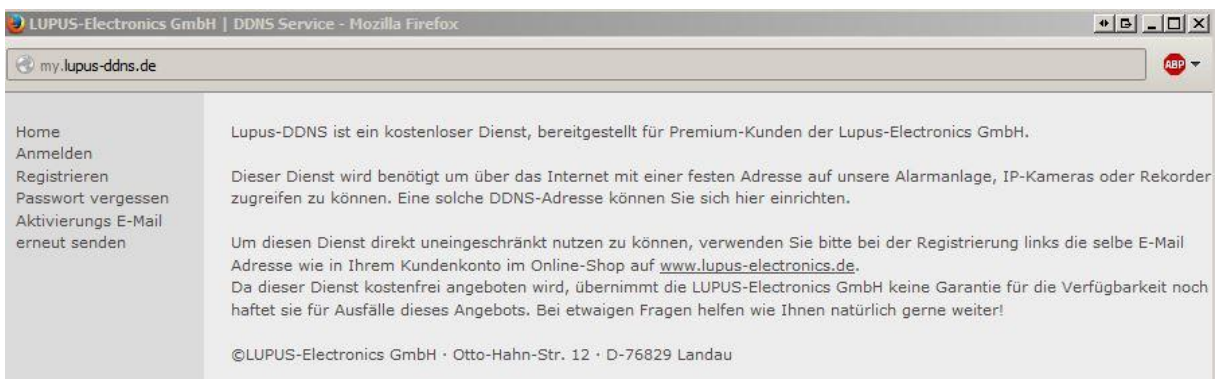 LUPUS-Electronics GmbH | DDNS Service - Mozilla Firefox
my.lupus-ddns.de
ABP
Home
Anmelden
Registrieren
Passwort vergessen
Aktivierungs E-Mail
erneut senden
Lupus-DDNS ist ein kostenloser Dienst, bereitgestellt für Premium-Kunden der Lupus-Electronics GmbH.
Dieser Dienst wird benötigt um über das Internet mit einer festen Adresse auf unsere Alarmanlage, IP-Kameras oder Rekorder
zugreifen zu können. Eine solche DDNS-Adresse können Sie sich hier einrichten.
Um diesen Dienst direkt uneingeschränkt nutzen zu können, verwenden Sie bitte bei der Registrierung links die selbe E-Mail
Adresse wie in Ihrem Kundenkonto im Online-Shop auf www.lupus-electronics.de.
Da dieser Dienst kostenfrei angeboten wird, übernimmt die LUPUS-Electronics GmbH keine Garantie für die Verfügbarkeit noch
haftet sie für Ausfälle dieses Angebots. Bei etwaigen Fragen helfen wie Ihnen natürlich gerne weiter!
©LUPUS-Electronics GmbH · Otto-Hahn-Str. 12 · D-76829 Landau